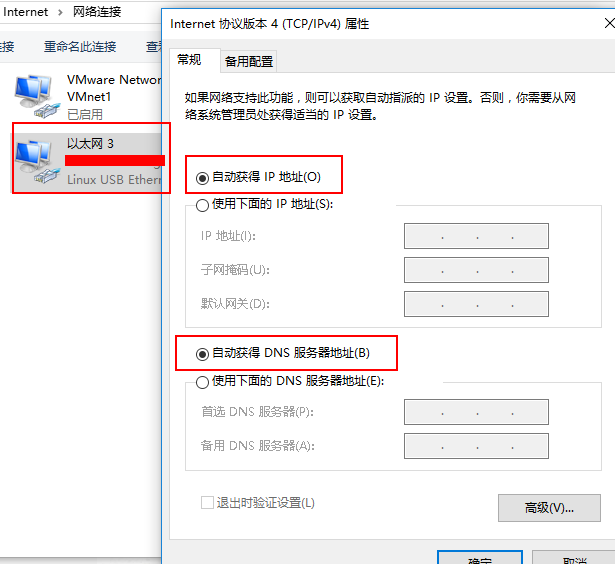 Internet > 网络连接
连接
重命名此连接
VMware Networ
VMnet1
已启用
以太网 3
Linux USB Ethern
Internet 协议版本 4 (TCP/IPv4) 属性
常规
备用配置
如果网络支持此功能，则可以获取自动指派的 IP 设置。否则，你需要从网
络系统管理员处获得适当的 IP 设置。
自动获得 IP 地址(O)
使用下面的 IP 地址(S):
IP 地址(I):
子网掩码(U):
默认网关(D):
自动获得 DNS 服务器地址(B)
使用下面的 DNS 服务器地址(E):
首选 DNS 服务器(P):
备用 DNS 服务器(A):
退出时验证设置(L)
高级(V)...
确定
取消